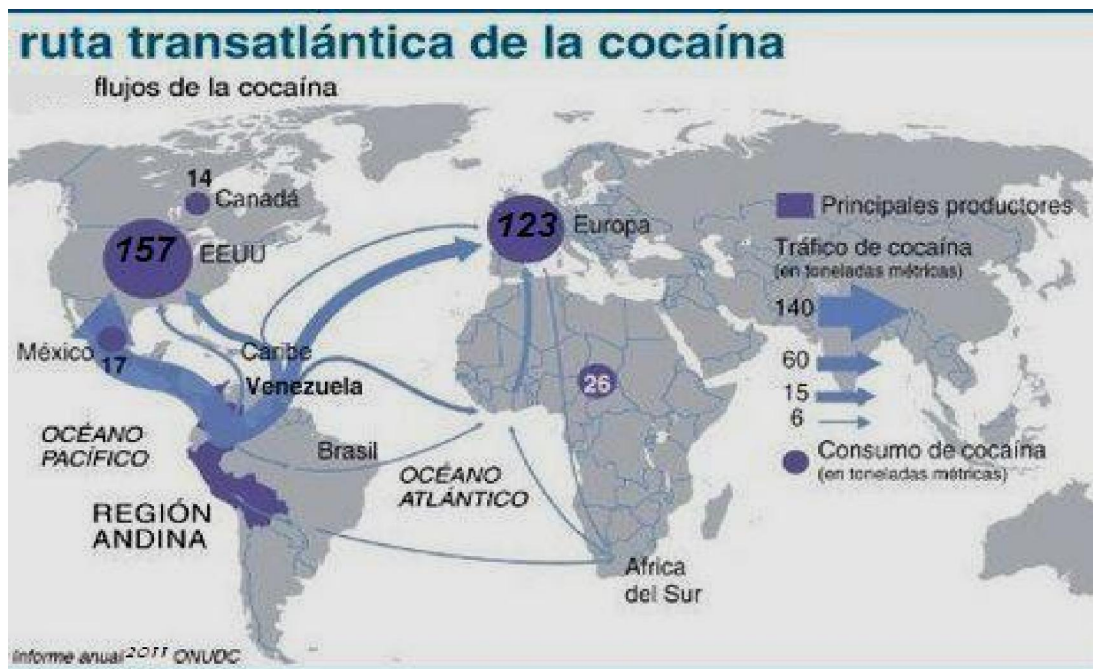 ruta transatlántica de la cocaína
flujos de la cocaína
14
Canadá
157
EEUU
123
Europa
México
17
Caribe
Venezuela
26
OCÉANO
PACÍFICO
Brasil
OCÉANO
ATLÁNTICO
REGIÓN
ANDINA
Africa
del Sur
Principales productores
Tráfico de cocaína
(en toneladas métricas)
140
60
15
6
Consumo de cocaína
(en toneladas métricas)
informe anual 2011 ONUDC